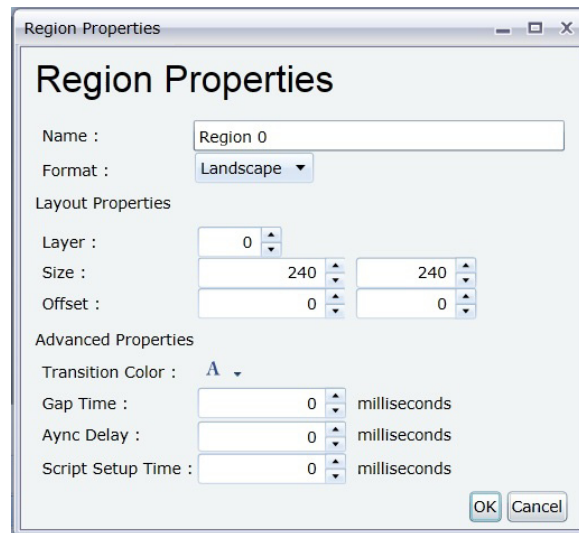 Region Properties
Region Properties
Name : Region 0
Format : Landscape
Layout Properties
Layer : 0
Size : 240 240
Offset : 0 0
Advanced Properties
Transition Color : A
Gap Time : 0 milliseconds
Aync Delay : 0 milliseconds
Script Setup Time : 0 milliseconds
OK Cancel